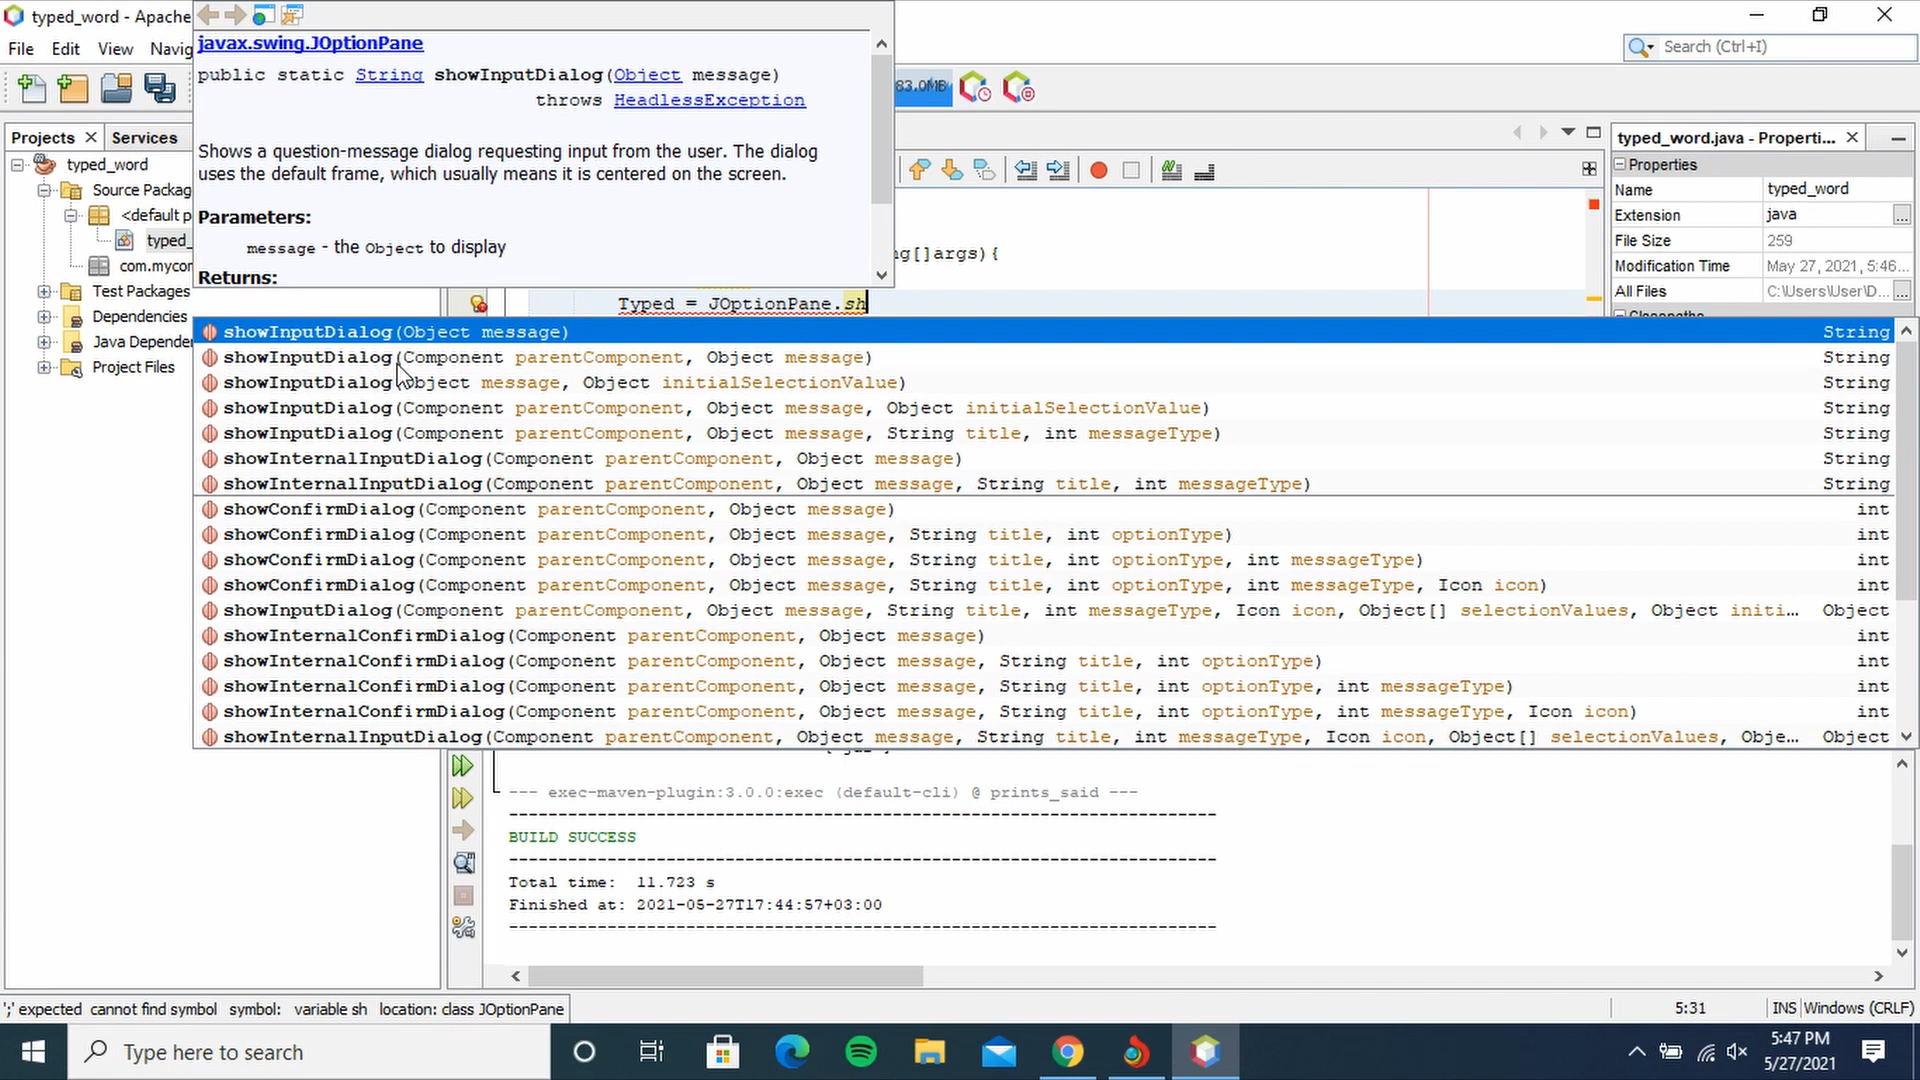 typed_word - Apache
File Edit View Navig
Search (Ctrl+I)
javax.swing.JOptionPane
public static String showInputDialog(Object message)
throws HeadlessException
Shows a question-message dialog requesting input from the user. The dialog
uses the default frame, which usually means it is centered on the screen.
Parameters:
message - the Object to display
Returns:
83.0MB
Projects Services
typed_word
Source Packag
<default p
typed_
com.mycon
Test Packages
Dependencies
Java Depende
Project Files
ng[]args){
Typed = JOptionPane.sh
typed_word.java - Properti...
Properties
Name typed_word
Extension java ...
File Size 259
Modification Time May 27, 2021, 5:46...
All Files C:\Users\User\D... ...
Classpaths
showInputDialog(Object message) String
showInputDialog(Component parentComponent, Object message) String
showInputDialog(Object message, Object initialSelectionValue) String
showInputDialog(Component parentComponent, Object message, Object initialSelectionValue) String
showInputDialog(Component parentComponent, Object message, String title, int messageType) String
showInternalInputDialog(Component parentComponent, Object message) String
showInternalInputDialog(Component parentComponent, Object message, String title, int messageType) String
showConfirmDialog(Component parentComponent, Object message) int
showConfirmDialog(Component parentComponent, Object message, String title, int optionType) int
showConfirmDialog(Component parentComponent, Object message, String title, int optionType, int messageType) int
showConfirmDialog(Component parentComponent, Object message, String title, int optionType, int messageType, Icon icon) int
showInputDialog(Component parentComponent, Object message, String title, int messageType, Icon icon, Object[] selectionValues, Object initi... Object
showInternalConfirmDialog(Component parentComponent, Object message) int
showInternalConfirmDialog(Component parentComponent, Object message, String title, int optionType) int
showInternalConfirmDialog(Component parentComponent, Object message, String title, int optionType, int messageType) int
showInternalConfirmDialog(Component parentComponent, Object message, String title, int optionType, int messageType, Icon icon) int
showInternalInputDialog(Component parentComponent, Object message, String title, int messageType, Icon icon, Object[] selectionValues, Obje... Object
--- exec-maven-plugin:3.0.0:exec (default-cli) @ prints_said ---
------------------------------------------------------------------------
BUILD SUCCESS
------------------------------------------------------------------------
Total time: 11.723 s
Finished at: 2021-05-27T17:44:57+03:00
------------------------------------------------------------------------
';' expected cannot find symbol symbol: variable sh location: class JOptionPane
5:31 INS Windows (CRLF)
Type here to search
5:47 PM
5/27/2021